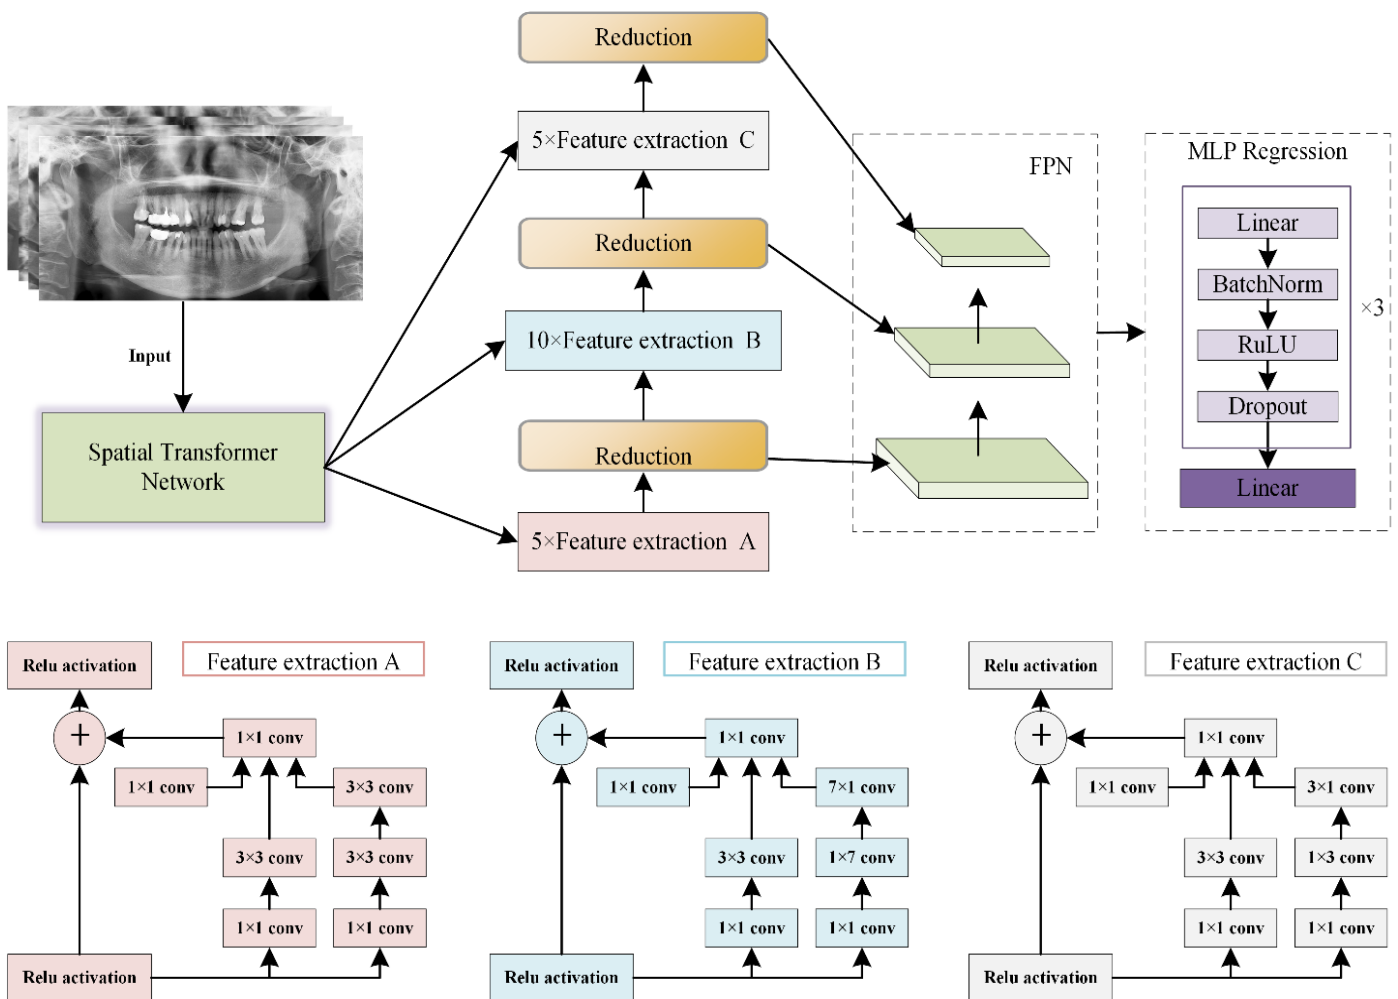 Reduction
5×Feature extraction C
Reduction
10×Feature extraction B
Reduction
5×Feature extraction A
Input
Spatial Transformer
Network
FPN
MLP Regression
Linear
BatchNorm
RuLU
Dropout
×3
Linear
Relu activation
Feature extraction A
+
1×1 conv
1×1 conv
3×3 conv
3×3 conv
3×3 conv
1×1 conv
1×1 conv
Relu activation
Relu activation
Feature extraction B
+
1×1 conv
1×1 conv
7×1 conv
3×3 conv
1×7 conv
1×1 conv
1×1 conv
Relu activation
Relu activation
Feature extraction C
+
1×1 conv
1×1 conv
3×1 conv
3×3 conv
1×3 conv
1×1 conv
1×1 conv
Relu activation